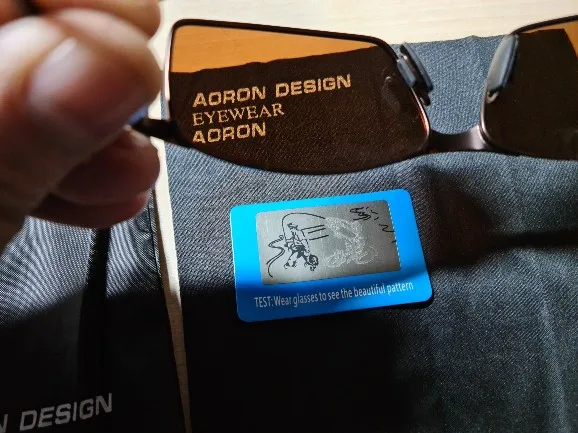 AORON DESIGN
EYEWEAR
AORON
TEST: Wear glasses to see the beautiful pattern
N DESIGN